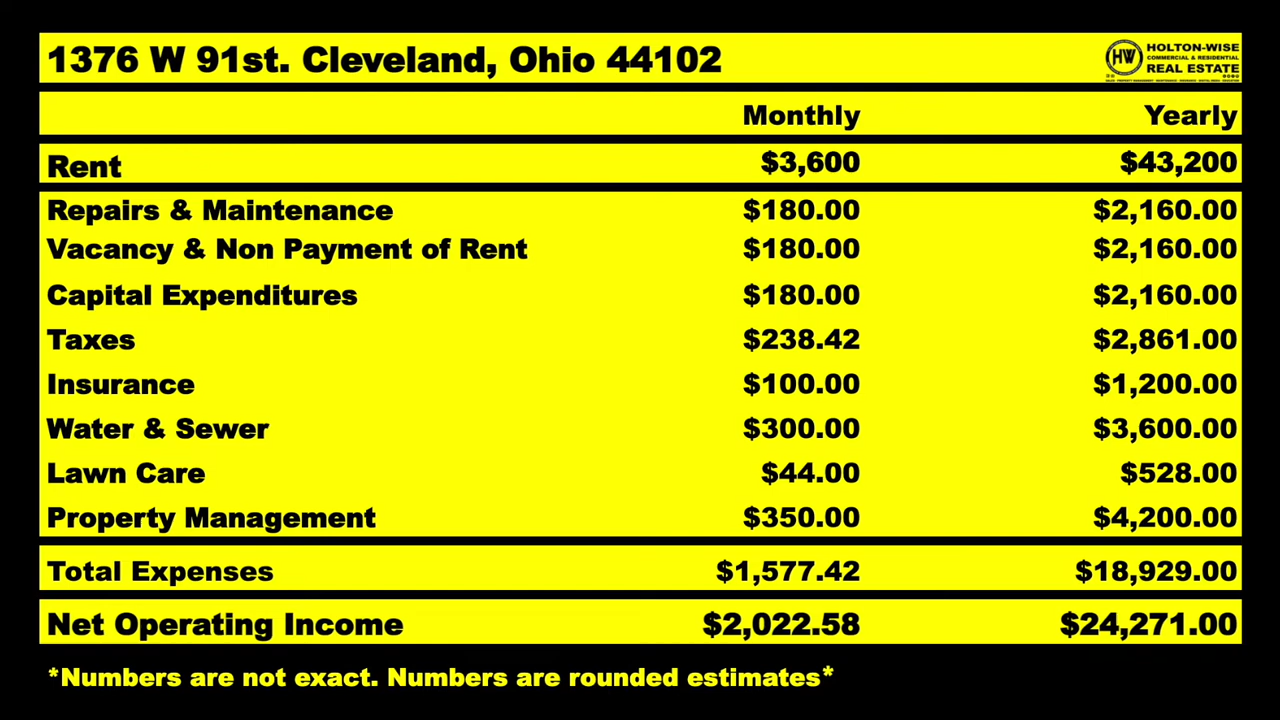 1376 W 91st. Cleveland, Ohio 44102
HW
HOLTON-WISE
COMMERCIAL & RESIDENTIAL
REAL ESTATE
Monthly Yearly
Rent $3,600 $43,200
Repairs & Maintenance $180.00 $2,160.00
Vacancy & Non Payment of Rent $180.00 $2,160.00
Capital Expenditures $180.00 $2,160.00
Taxes $238.42 $2,861.00
Insurance $100.00 $1,200.00
Water & Sewer $300.00 $3,600.00
Lawn Care $44.00 $528.00
Property Management $350.00 $4,200.00
Total Expenses $1,577.42 $18,929.00
Net Operating Income $2,022.58 $24,271.00
*Numbers are not exact. Numbers are rounded estimates*